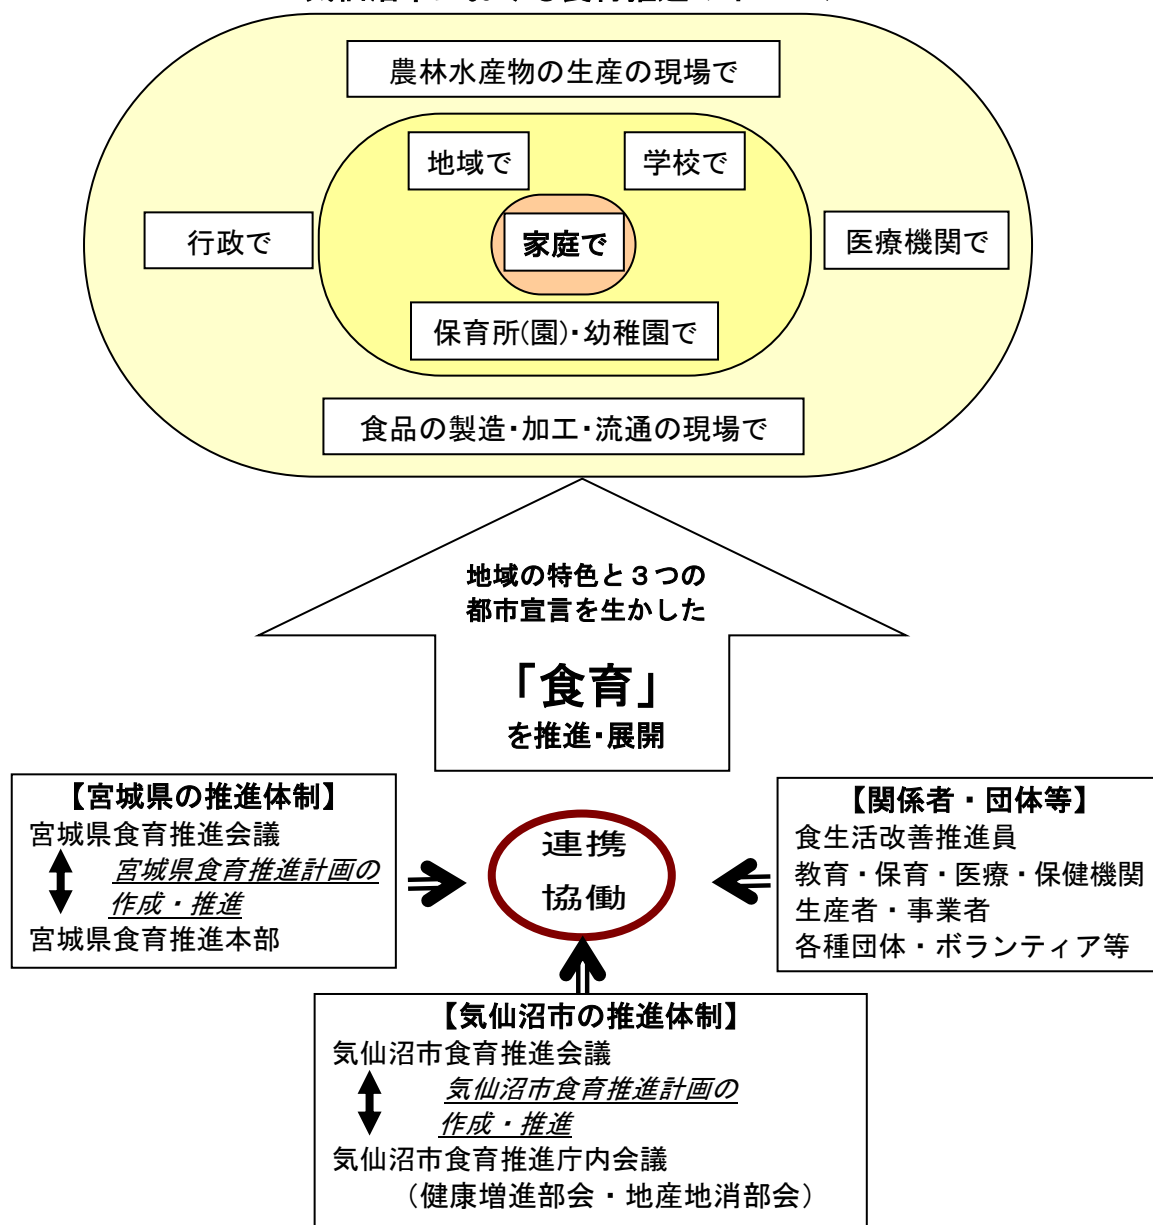 農林水産物の生産の現場で
地域で
学校で
行政で
家庭で
医療機関で
保育所(園)・幼稚園で
食品の製造・加工・流通の現場で
地域の特色と３つの
都市宣言を生かした
「食育」
を推進・展開
【宮城県の推進体制】
宮城県食育推進会議
宮城県食育推進計画の
作成・推進
宮城県食育推進本部
連携
協働
【関係者・団体等】
食生活改善推進員
教育・保育・医療・保健機関
生産者・事業者
各種団体・ボランティア等
【気仙沼市の推進体制】
気仙沼市食育推進会議
気仙沼市食育推進計画の
作成・推進
気仙沼市食育推進庁内会議
（健康増進部会・地産地消部会）